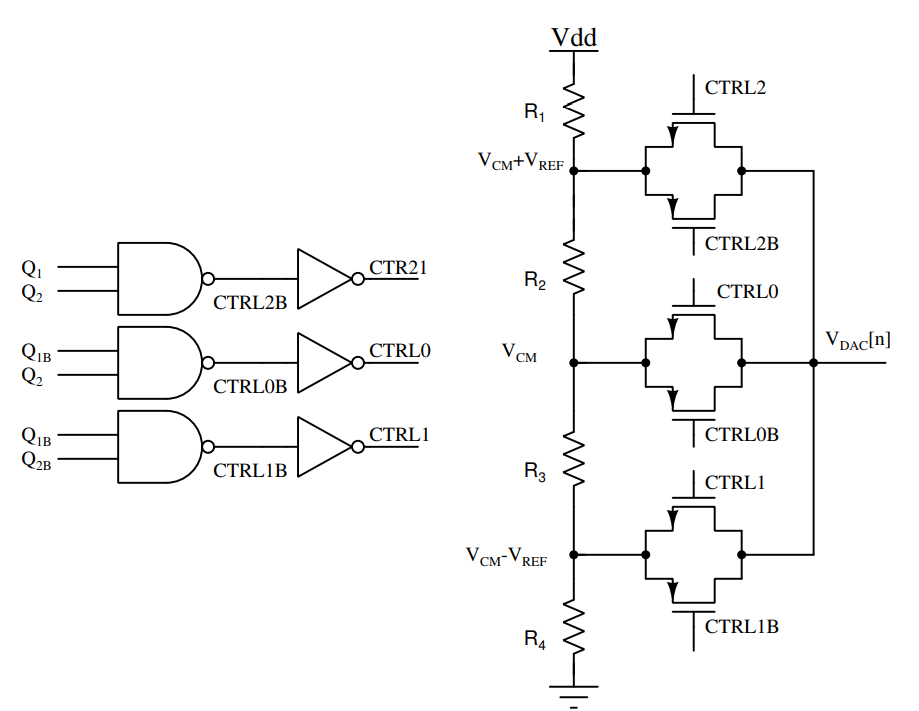 Q1
Q2
CTRL2B
CTR21
Q1B
Q2
CTRL0B
CTRL0
Q1B
Q2B
CTRL1B
CTRL1
Vdd
R1
VCM+VREF
R2
VCM
R3
VCM-VREF
R4
CTRL2
CTRL2B
CTRL0
CTRL0B
VDAC[n]
CTRL1
CTRL1B